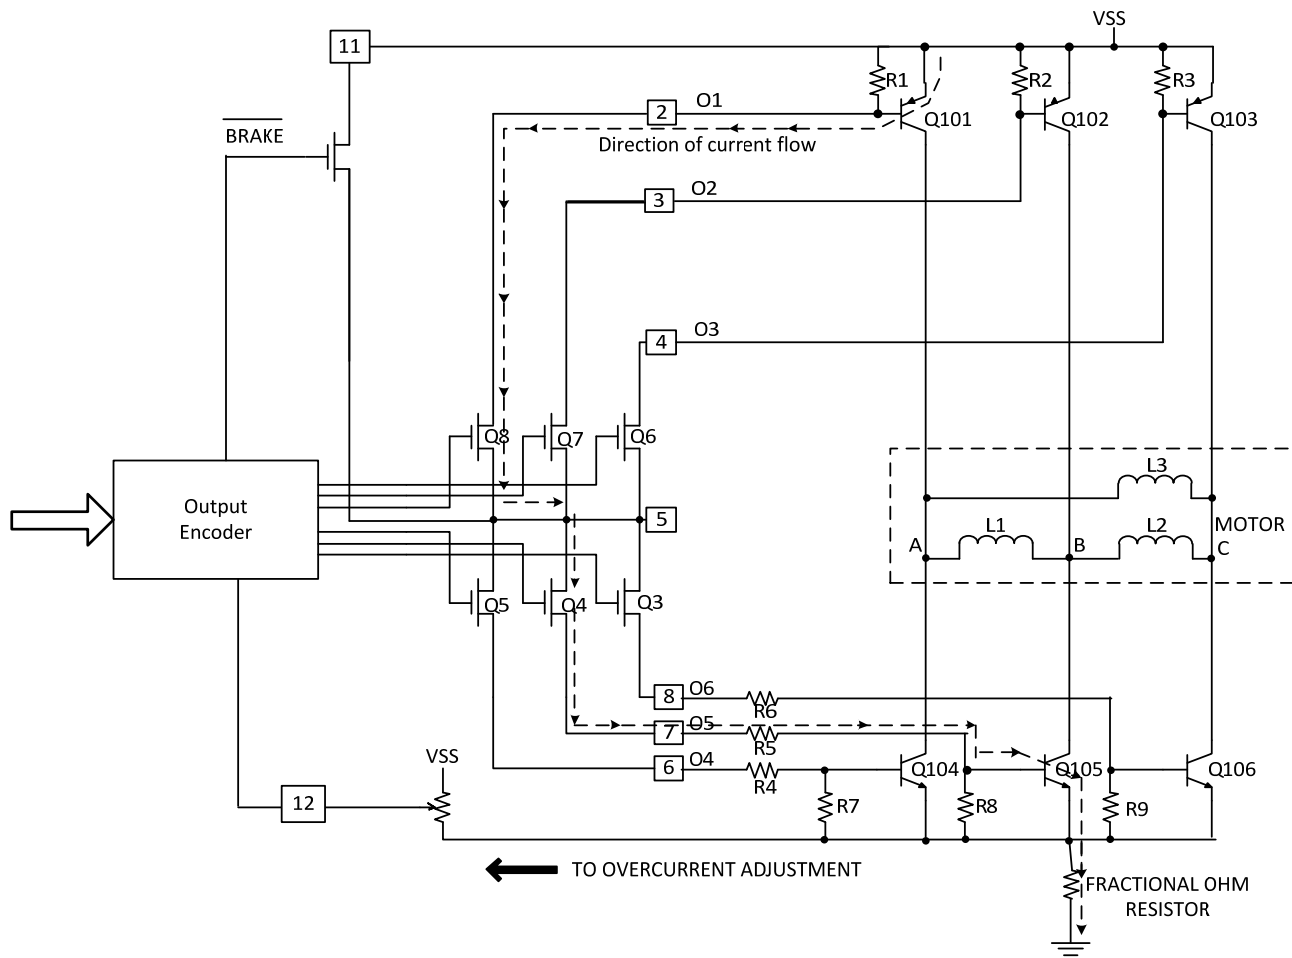 VSS
11
R1
R2
R3
2
O1
Q101
Q102
Q103
BRAKE
Direction of current flow
3
O2
4
O3
Q8
Q7
Q6
L3
Output
Encoder
5
MOTOR
A
L1
B
L2
C
Q5
Q4
Q3
8
O6
R6
7
O5
R5
VSS
6
O4
R4
Q104
Q105
Q106
12
R7
R8
R9
TO OVERCURRENT ADJUSTMENT
FRACTIONAL OHM
RESISTOR